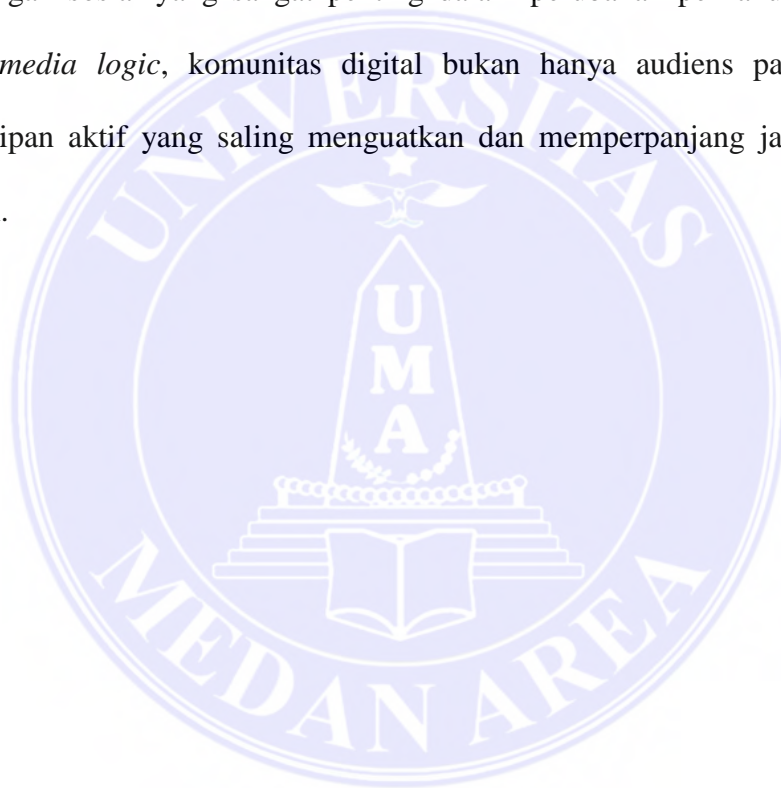 media logic, komunitas digital bukan hanya audiens pa
ipan aktif yang saling menguatkan dan memperpanjang ja
.
UNIVERSITAS
UMA
MEDAN AREA